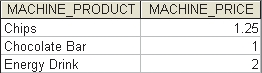 MACHINE_PRODUCT MACHINE_PRICE
Chips 1.25
Chocolate Bar 1
Energy Drink 2